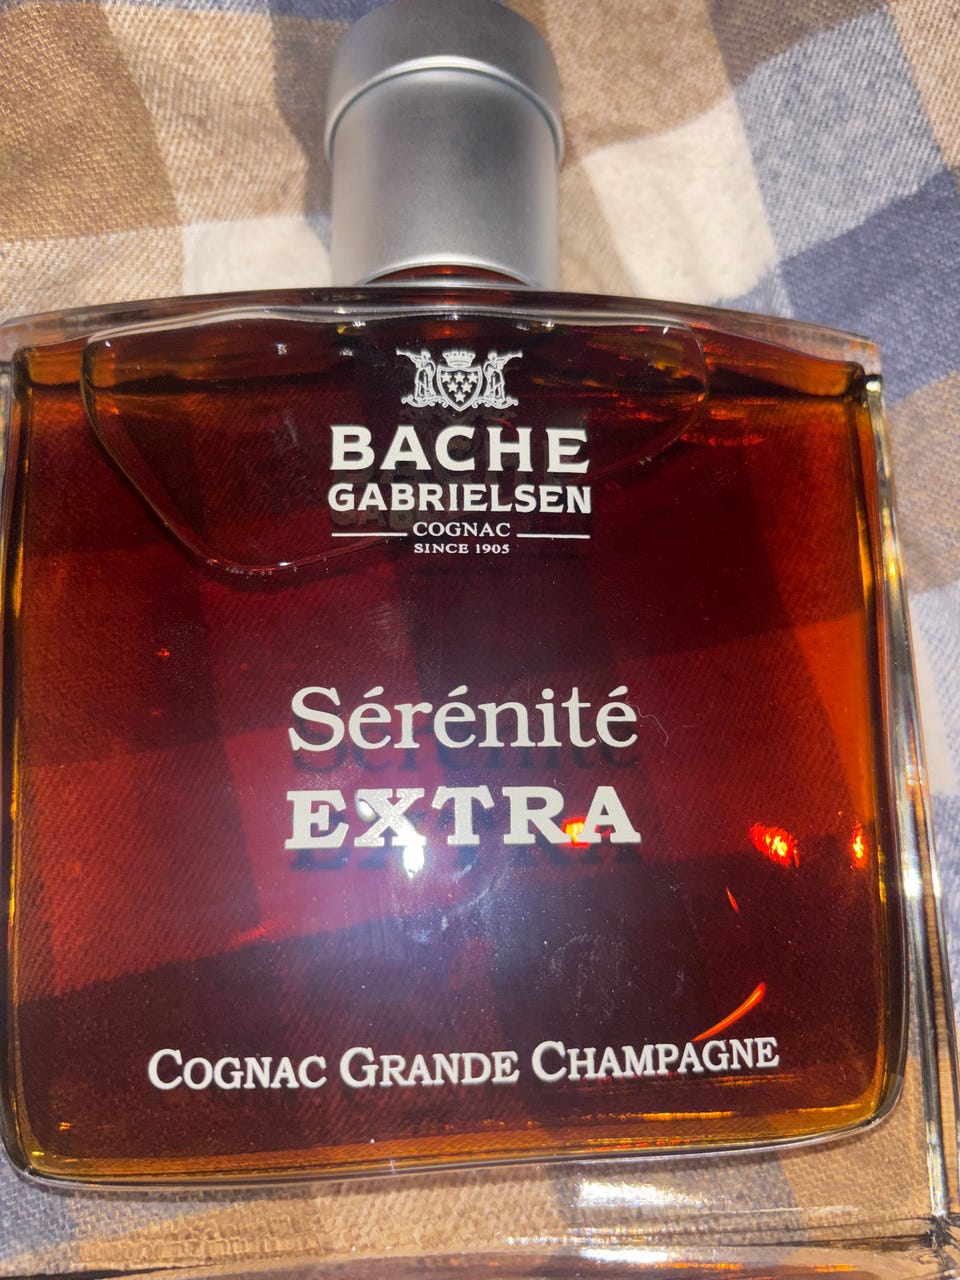 BACHE
GABRIELSEN
COGNAC
SINCE 1905
Sérénité
EXTRA
COGNAC GRANDE CHAMPAGNE